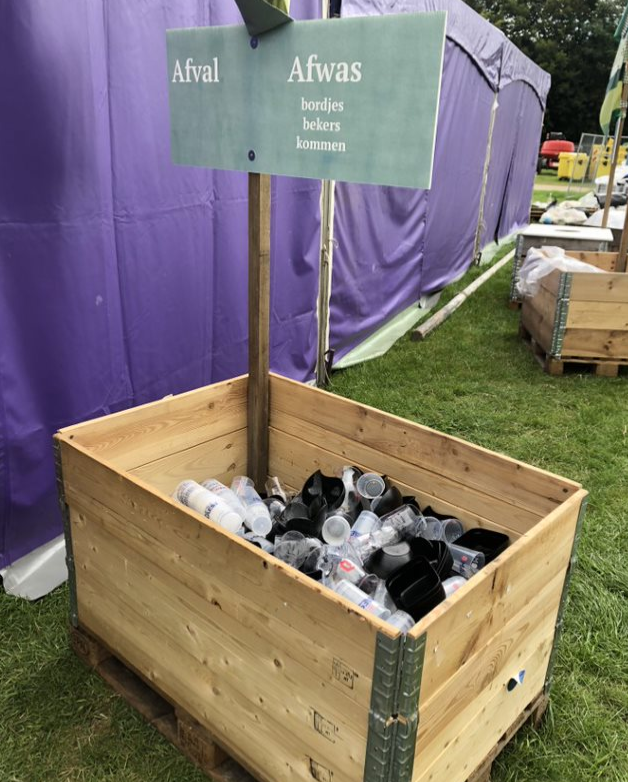 Afval
Afwas
bordjes
bekers
kommen